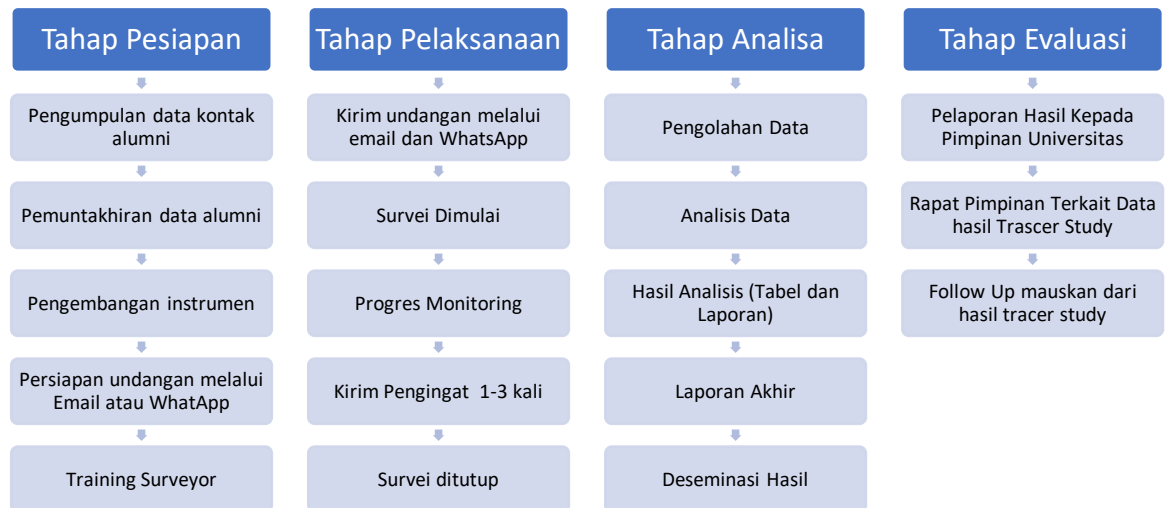 Tahap Pesiapan
Pengumpulan data kontak
alumni
Pemuntakhiran data alumni
Pengembangan instrumen
Persiapan undangan melalui
Email atau WhatApp
Training Surveyor
Tahap Pelaksanaan
Kirim undangan melalui
email dan WhatsApp
Survei Dimulai
Progres Monitoring
Kirim Pengingat 1-3 kali
Survei ditutup
Tahap Analisa
Pengolahan Data
Analisis Data
Hasil Analisis (Tabel dan
Laporan)
Laporan Akhir
Deseminasi Hasil
Tahap Evaluasi
Pelaporan Hasil Kepada
Pimpinan Universitas
Rapat Pimpinan Terkait Data
hasil Trascer Study
Follow Up mauskan dari
hasil tracer study